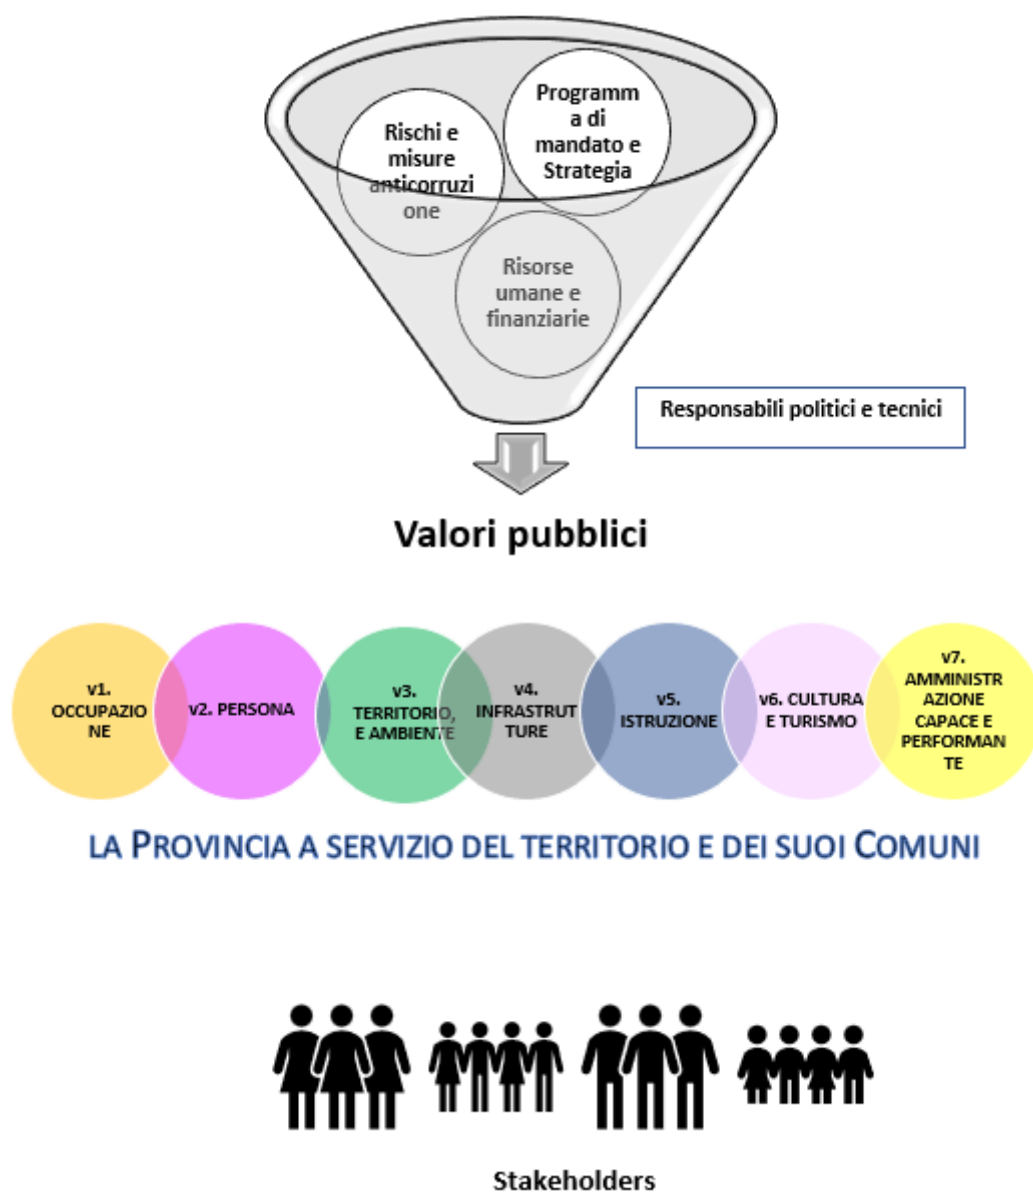 Programm
a di
mandato e
Strategia
Rischi e
misure
anticorruzi
one
Risorse
umane e
finanziarie
Responsabili politici e tecnici
Valori pubblici
v1.
OCCUPAZIO
NE
v2. PERSONA
v3.
TERRITORIO,
E AMBIENTE
v4.
INFRASTRUT
TURE
v5.
ISTRUZIONE
v6. CULTURA
E TURISMO
v7.
AMMINISTR
AZIONE
CAPACE E
PERFORMAN
TE
LA PROVINCIA A SERVIZIO DEL TERRITORIO E DEI SUOI COMUNI
Stakeholders